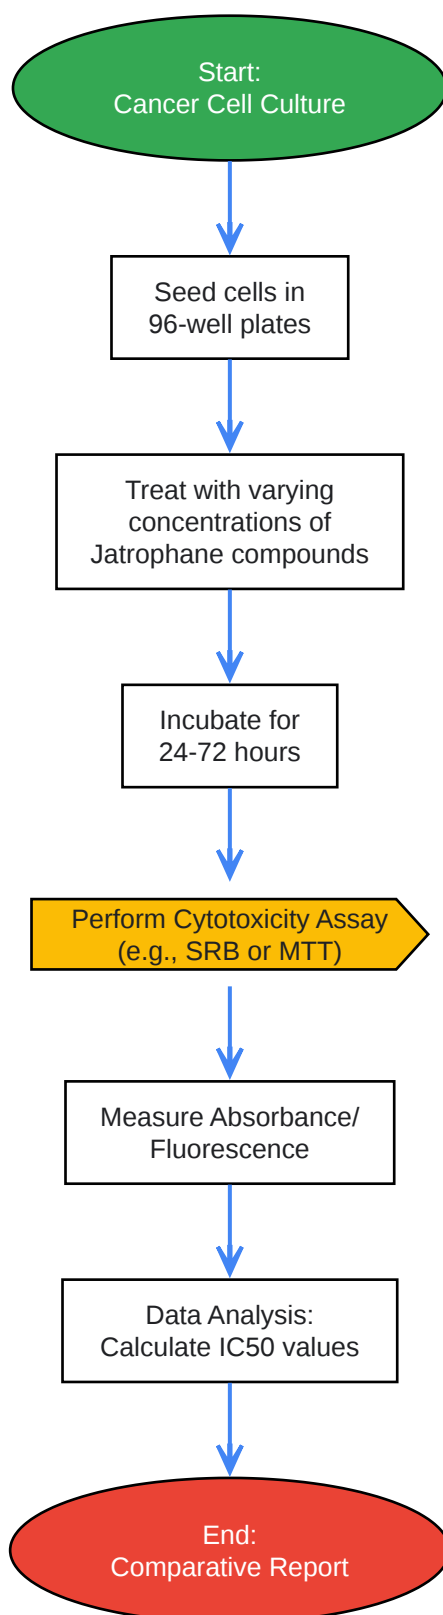 Start:
Cancer Cell Culture
Seed cells in
96-well plates
Treat with varying
concentrations of
Jatrophane compounds
Incubate for
24-72 hours
Perform Cytotoxicity Assay
(e.g., SRB or MTT)
Measure Absorbance/
Fluorescence
Data Analysis:
Calculate IC50 values
End:
Comparative Report